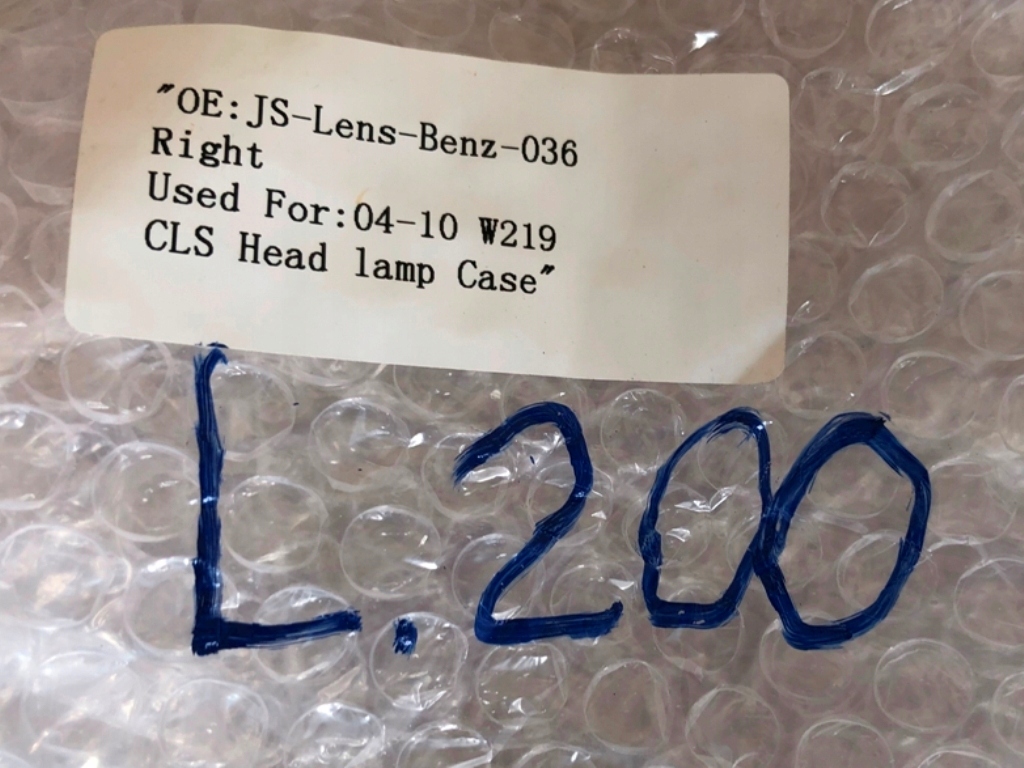 "OE:JS-Lens-Benz-036
Right
Used For:04-10 W219
CLS Head lamp Case"
L.200